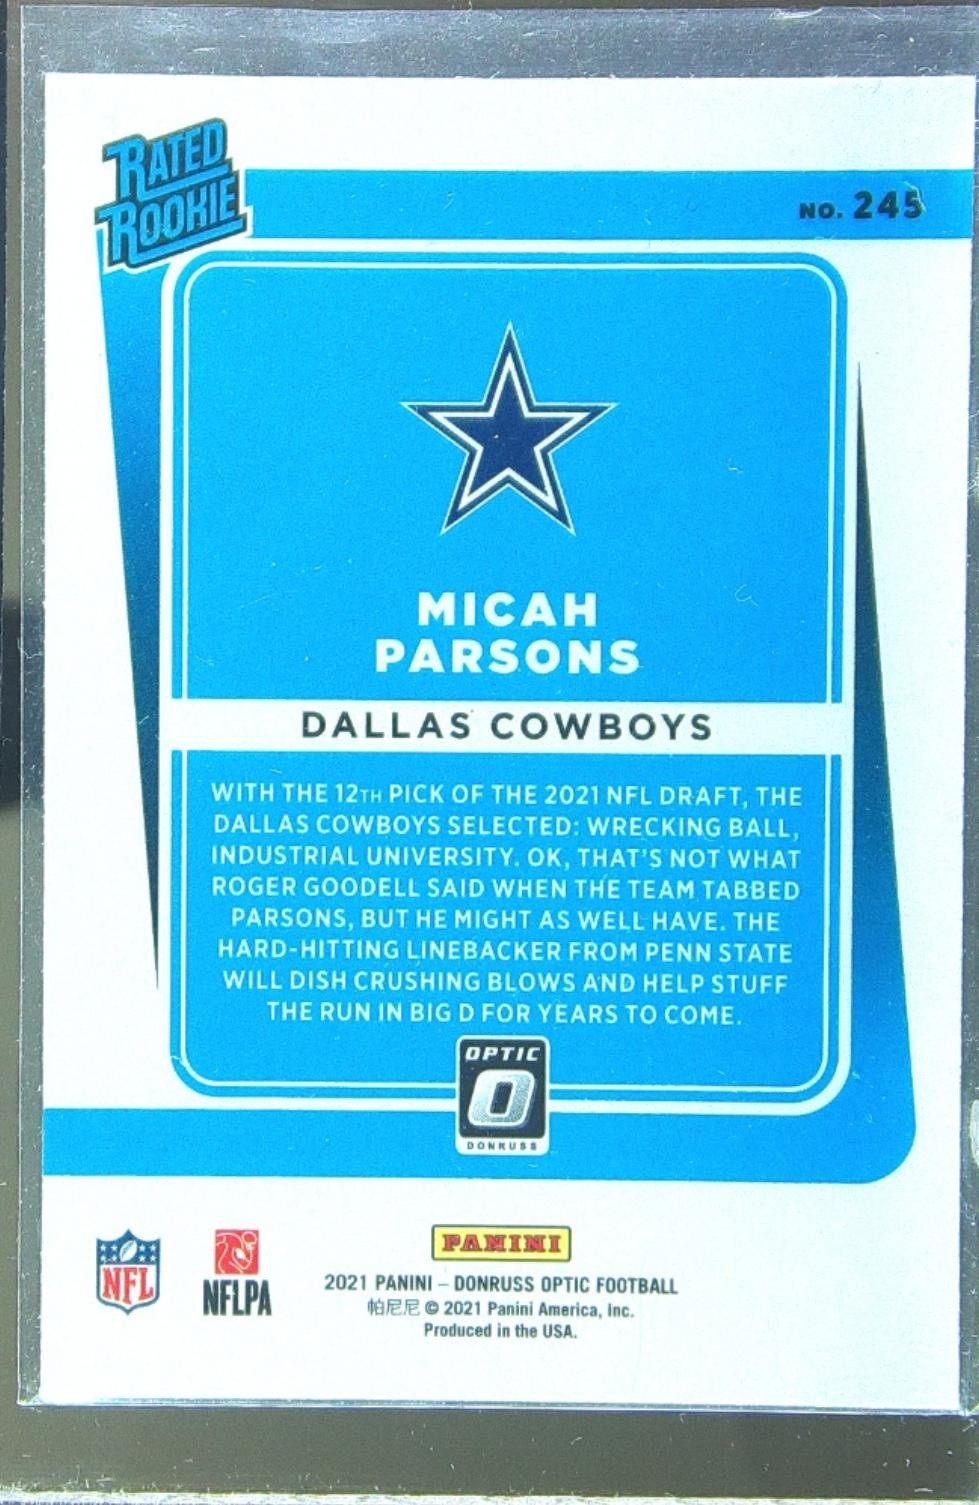 RATED
ROOKIE
NO. 245
MICAH
PARSONS
DALLAS COWBOYS
WITH THE 12TH PICK OF THE 2021 NFL DRAFT, THE
DALLAS COWBOYS SELECTED: WRECKING BALL,
INDUSTRIAL UNIVERSITY. OK, THAT'S NOT WHAT
ROGER GOODELL SAID WHEN THE TEAM TABBED
PARSONS, BUT HE MIGHT AS WELL HAVE. THE
HARD-HITTING LINEBACKER FROM PENN STATE
WILL DISH CRUSHING BLOWS AND HELP STUFF
THE RUN IN BIG D FOR YEARS TO COME.
OPTIC
O
DONRUSS
NFL
NFLPA
PANINI
2021 PANINI – DONRUSS OPTIC FOOTBALL
帕尼尼 © 2021 Panini America, Inc.
Produced in the USA.